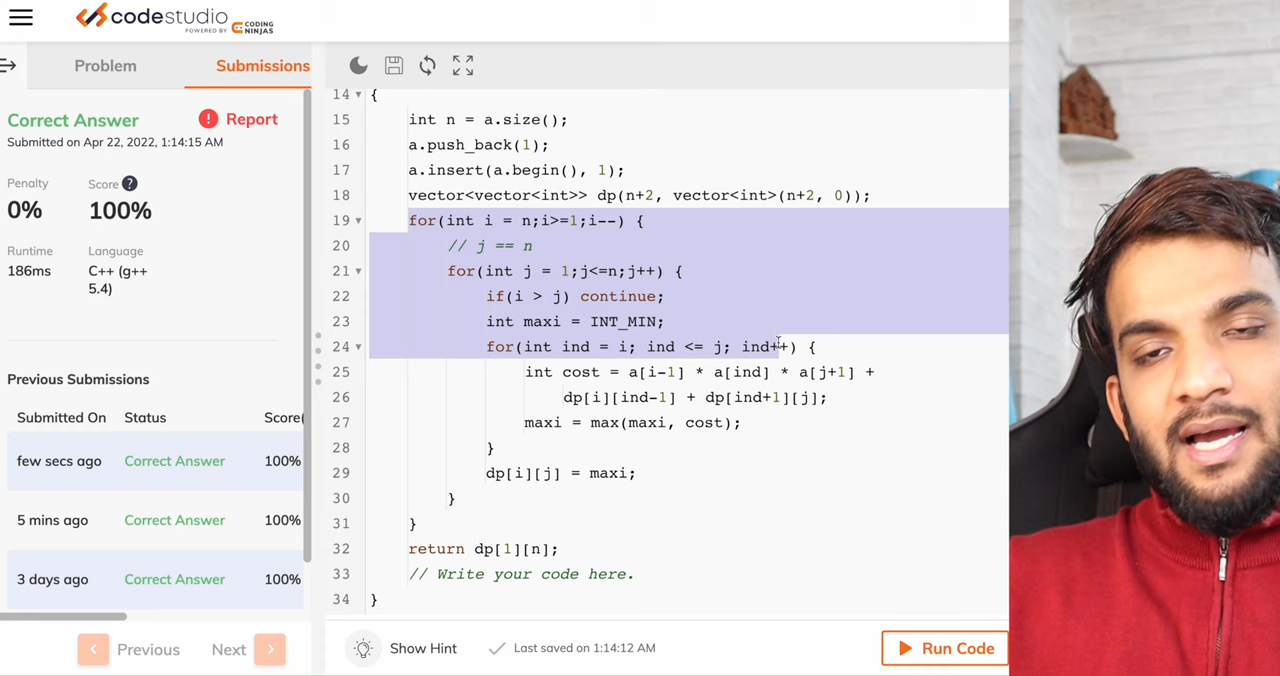 codestudio
POWERED BY CODING NINJAS
Problem
Submissions
Correct Answer
! Report
Submitted on Apr 22, 2022, 1:14:15 AM
Penalty
Score ?
0%
100%
Runtime
Language
186ms
C++ (g++
5.4)
Previous Submissions
Submitted On Status Score(
few secs ago Correct Answer 100%
5 mins ago Correct Answer 100%
3 days ago Correct Answer 100%
Previous Next
14 {
15 int n = a.size();
16 a.push_back(1);
17 a.insert(a.begin(), 1);
18 vector<vector<int>> dp(n+2, vector<int>(n+2, 0));
19 for(int i = n;i>=1;i--) {
20 // j == n
21 for(int j = 1;j<=n;j++) {
22 if(i > j) continue;
23 int maxi = INT_MIN;
24 for(int ind = i; ind <= j; ind++) {
25 int cost = a[i-1] * a[ind] * a[j+1] +
26 dp[i][ind-1] + dp[ind+1][j];
27 maxi = max(maxi, cost);
28 }
29 dp[i][j] = maxi;
30 }
31 }
32 return dp[1][n];
33 // Write your code here.
34 }
Show Hint
Last saved on 1:14:12 AM
Run Code